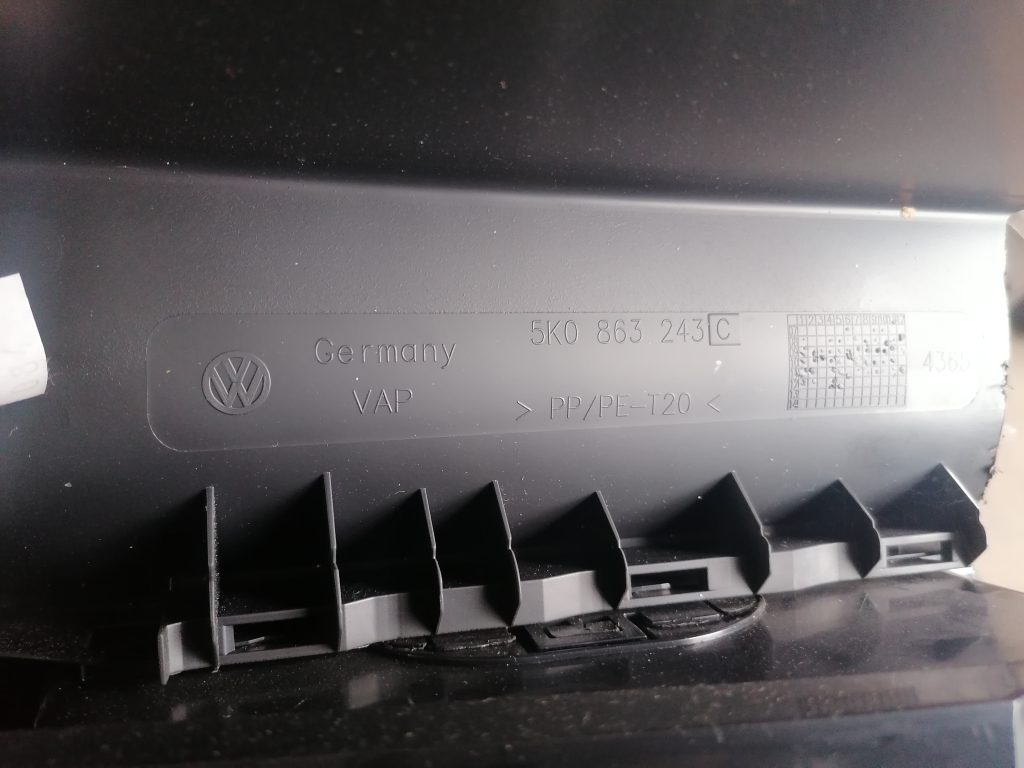 5K0 863 243 C
Germany
VAP
> PP/PE-T20 <
4365